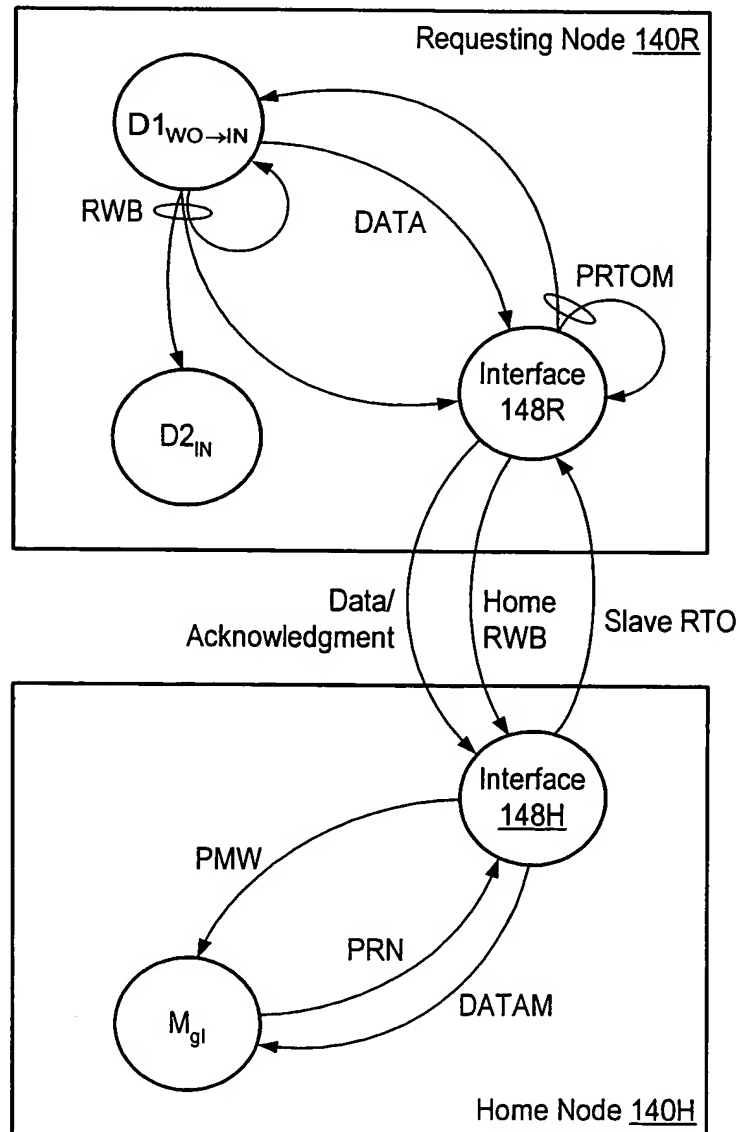 Requesting Node 140R
D1WO→IN
RWB
DATA
PRTOM
Interface
148R
D2IN
Data/
Acknowledgment
Home
RWB
Slave RTO
Interface
148H
PMW
PRN
DATAM
Mgl
Home Node 140H